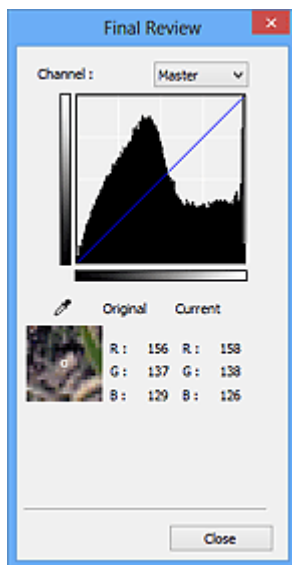 Final Review
Channel : Master
Original Current
R : 156 R : 158
G : 137 G : 138
B : 129 B : 126
Close